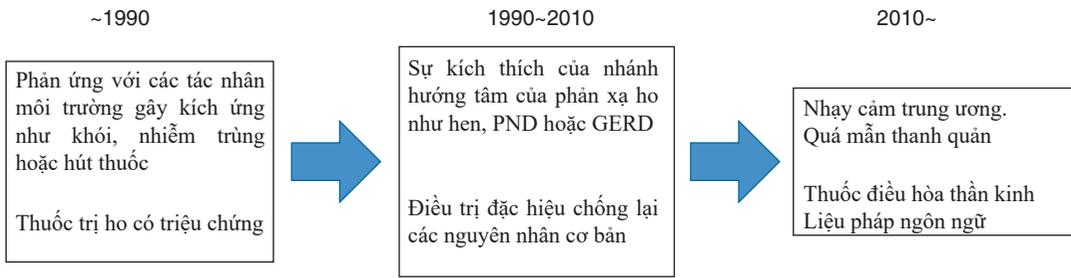 ~1990
1990~2010
2010~
Phản ứng với các tác nhân
môi trường gây kích ứng
như khói, nhiễm trùng
hoặc hút thuốc
Thuốc trị ho có triệu chứng
Sự kích thích của nhánh
hướng tâm của phản xạ ho
như hen, PND hoặc GERD
Điều trị đặc hiệu chống lại
các nguyên nhân cơ bản
Nhạy cảm trung ương.
Quá mẫn thanh quản
Thuốc điều hòa thần kinh
Liệu pháp ngôn ngữ